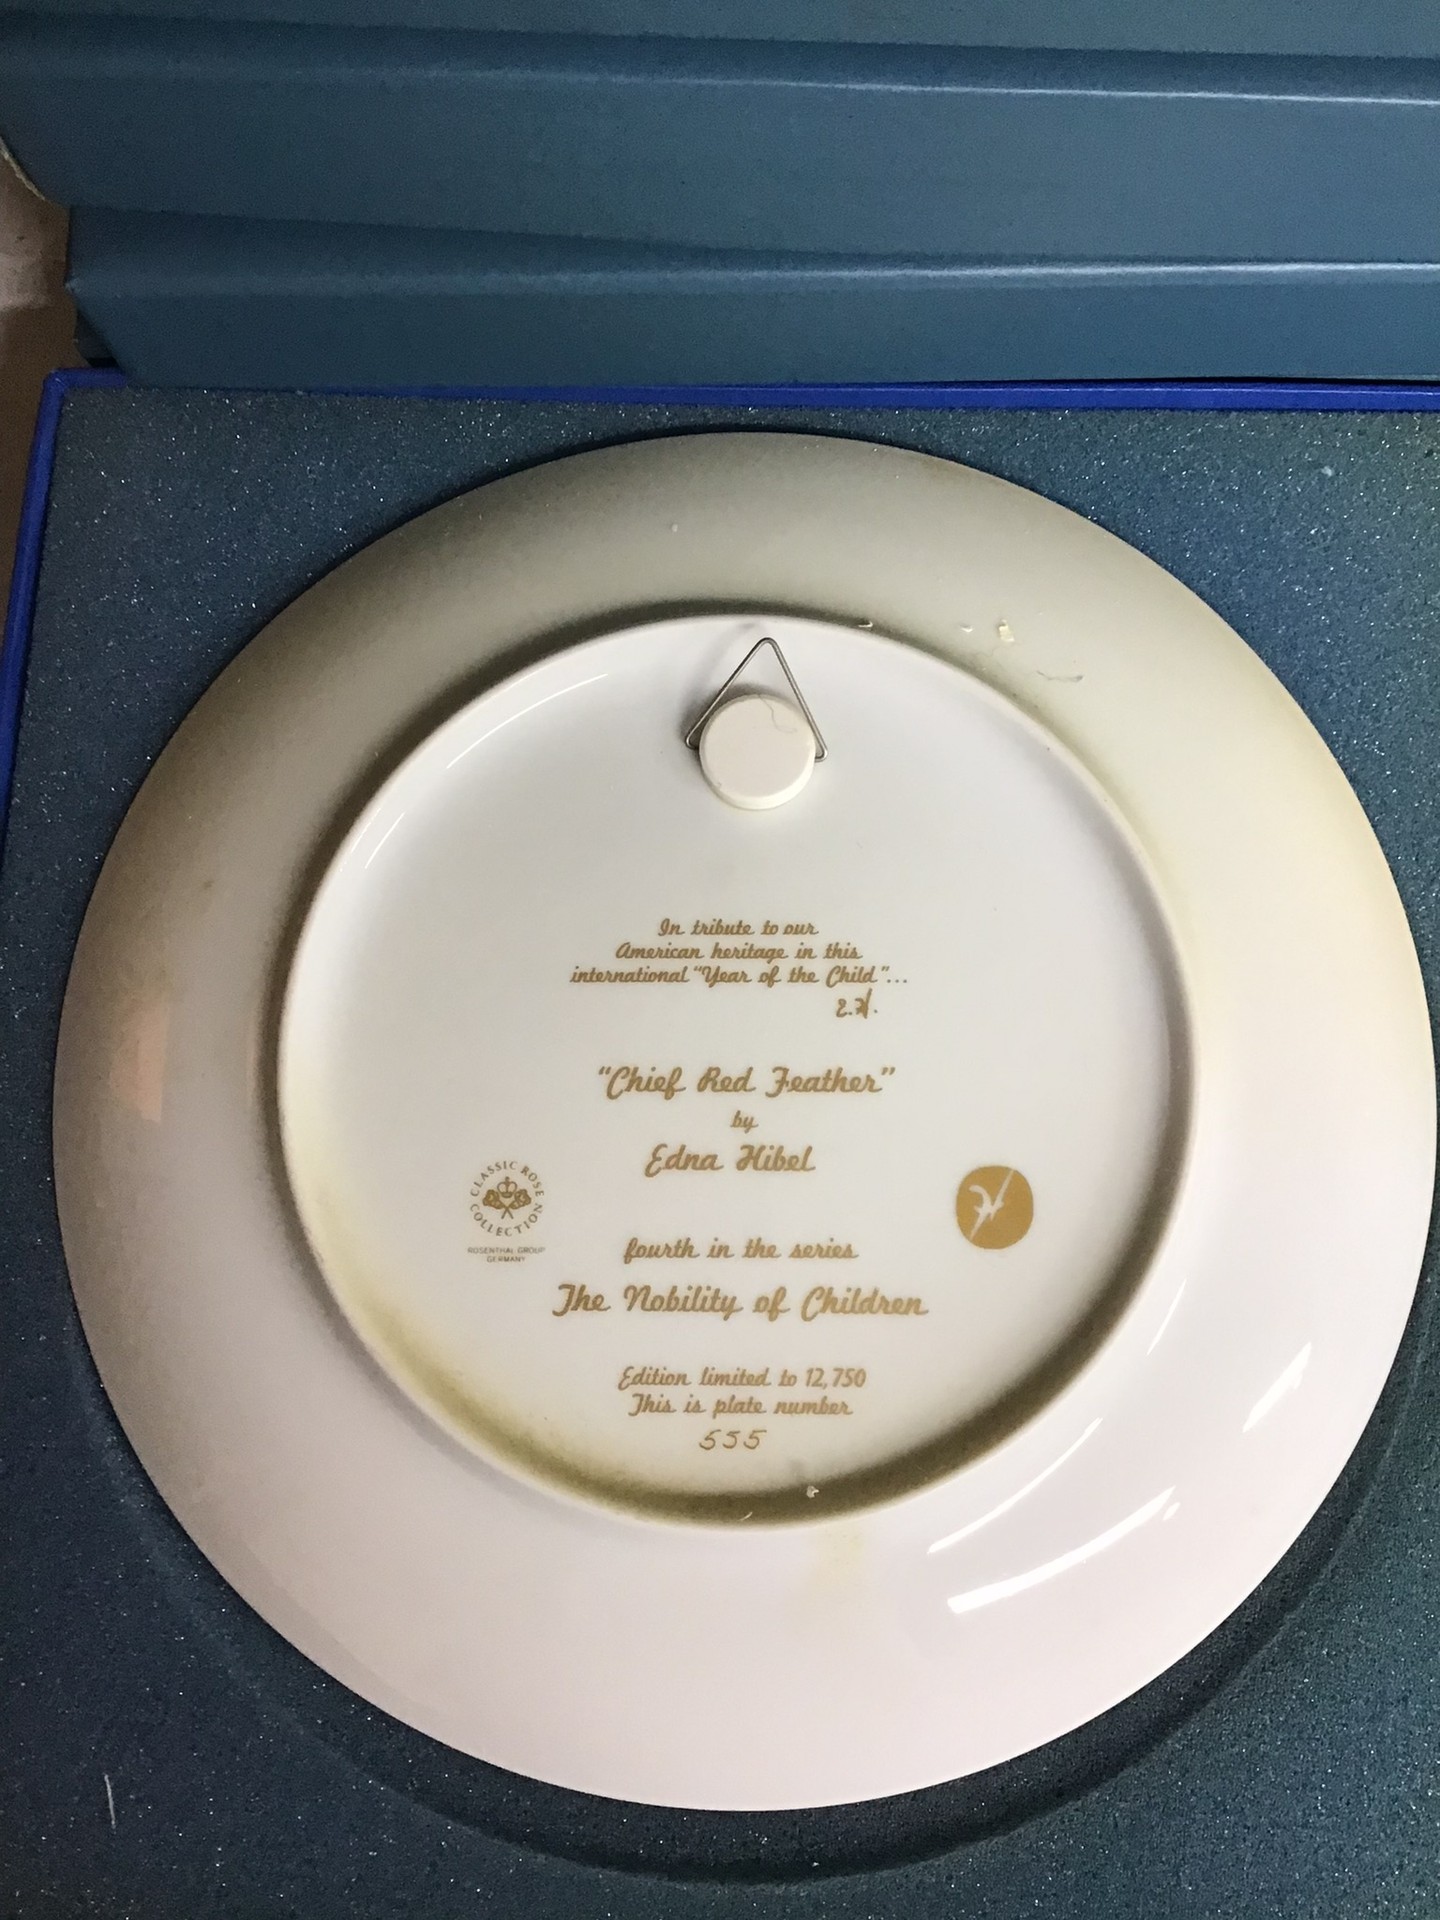 In tribute to our
American heritage in this
international "Year of the Child"...
E.H.
"Chief Red Feather"
by
Edna Hibel
CLASSIC ROSE
COLLECTION
ROSENTHAL GROUP
GERMANY
H
fourth in the series
The Nobility of Children
Edition limited to 12,750
This is plate number
555